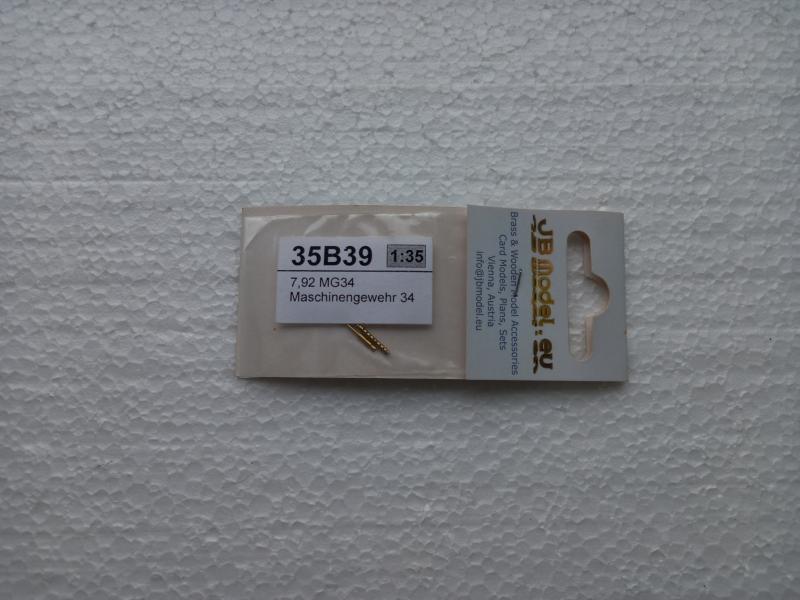 35B39 1:35
7,92 MG34
Maschinengewehr 34
JB Model.eu
Brass & Wooden Model Accessories
Card Models, Plans, Sets
Vienna, Austria
info@jbmodel.eu